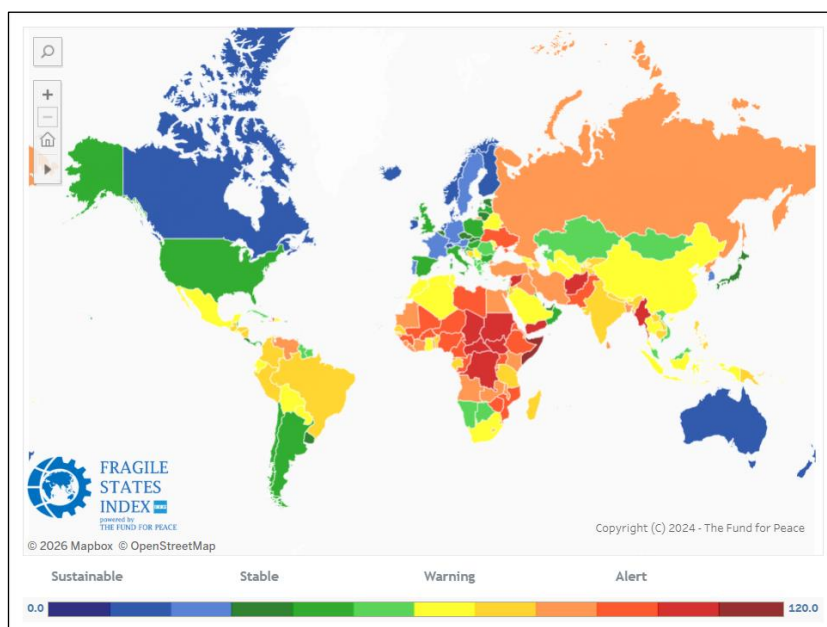 FRAGILE
STATES
INDEX
powered by
THE FUND FOR PEACE
Copyright (C) 2024 - The Fund for Peace
© 2026 Mapbox © OpenStreetMap
Sustainable Stable Warning Alert
0.0 120.0